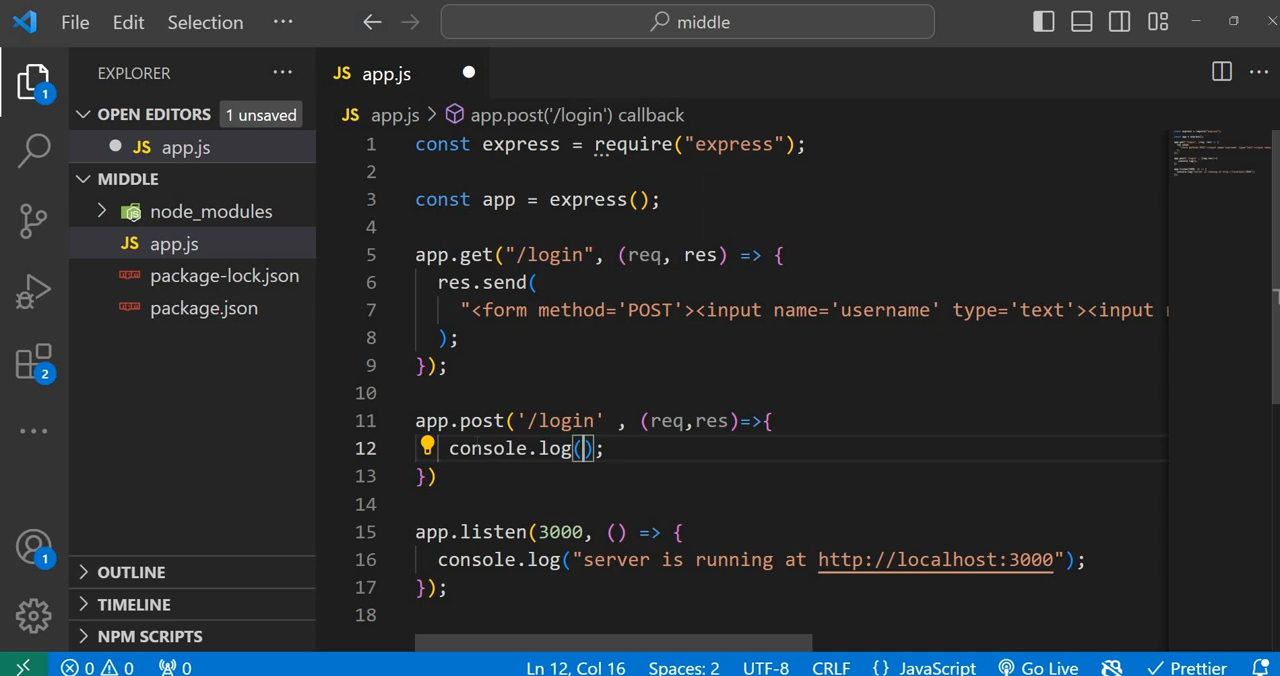 File Edit Selection ··· middle
EXPLORER ···
1
OPEN EDITORS 1 unsaved
JS app.js
MIDDLE
node_modules
JS app.js
package-lock.json
package.json
2
1
OUTLINE
TIMELINE
NPM SCRIPTS
JS app.js
JS app.js > app.post('/login') callback
1 const express = require("express");
2
3 const app = express();
4
5 app.get("/login", (req, res) => {
6 res.send(
7 "<form method='POST'><input name='username' type='text'><input
8 );
9 });
10
11 app.post('/login' , (req,res)=>{
12 console.log();
13 })
14
15 app.listen(3000, () => {
16 console.log("server is running at http://localhost:3000");
17 });
18
0 0 0 Ln 12, Col 16 Spaces: 2 UTF-8 CRLF {} JavaScript Go Live Prettier